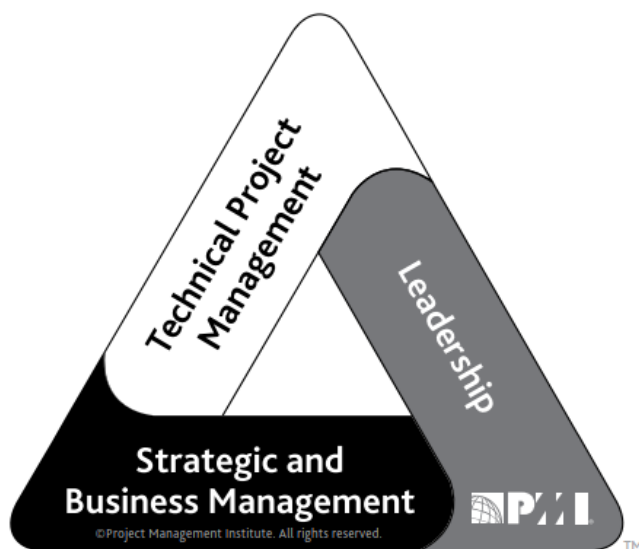 Technical Project
Management
Leadership
Strategic and
Business Management
©Project Management Institute. All rights reserved.
PMI.
TM